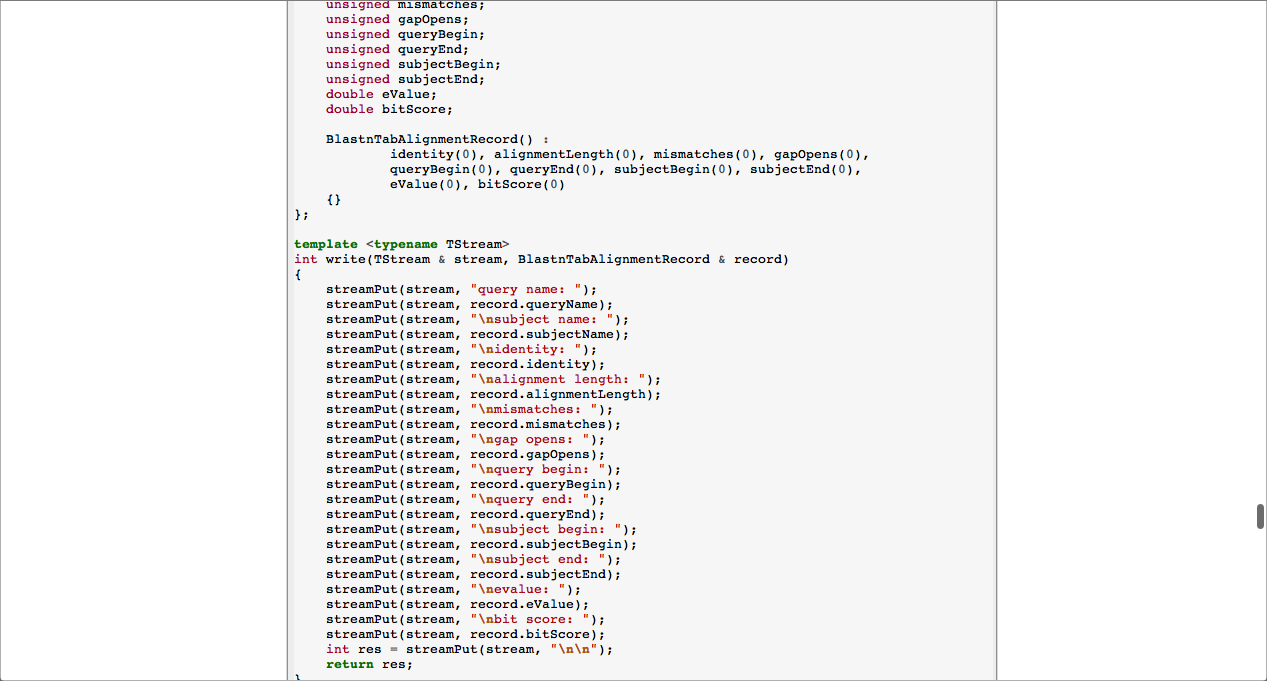 unsigned mismatches;
    unsigned gapOpens;
    unsigned queryBegin;
    unsigned queryEnd;
    unsigned subjectBegin;
    unsigned subjectEnd;
    double eValue;
    double bitScore;

    BlastnTabAlignmentRecord() :
            identity(0), alignmentLength(0), mismatches(0), gapOpens(0),
            queryBegin(0), queryEnd(0), subjectBegin(0), subjectEnd(0),
            eValue(0), bitScore(0)
    {}
};

template <typename TStream>
int write(TStream & stream, BlastnTabAlignmentRecord & record)
{
    streamPut(stream, "query name: ");
    streamPut(stream, record.queryName);
    streamPut(stream, "\nsubject name: ");
    streamPut(stream, record.subjectName);
    streamPut(stream, "\nidentity: ");
    streamPut(stream, record.identity);
    streamPut(stream, "\nalignment length: ");
    streamPut(stream, record.alignmentLength);
    streamPut(stream, "\nmismatches: ");
    streamPut(stream, record.mismatches);
    streamPut(stream, "\ngap opens: ");
    streamPut(stream, record.gapOpens);
    streamPut(stream, "\nquery begin: ");
    streamPut(stream, record.queryBegin);
    streamPut(stream, "\nquery end: ");
    streamPut(stream, record.queryEnd);
    streamPut(stream, "\nsubject begin: ");
    streamPut(stream, record.subjectBegin);
    streamPut(stream, "\nsubject end: ");
    streamPut(stream, record.subjectEnd);
    streamPut(stream, "\nevalue: ");
    streamPut(stream, record.eValue);
    streamPut(stream, "\nbit score: ");
    streamPut(stream, record.bitScore);
    int res = streamPut(stream, "\n\n");
    return res;
}